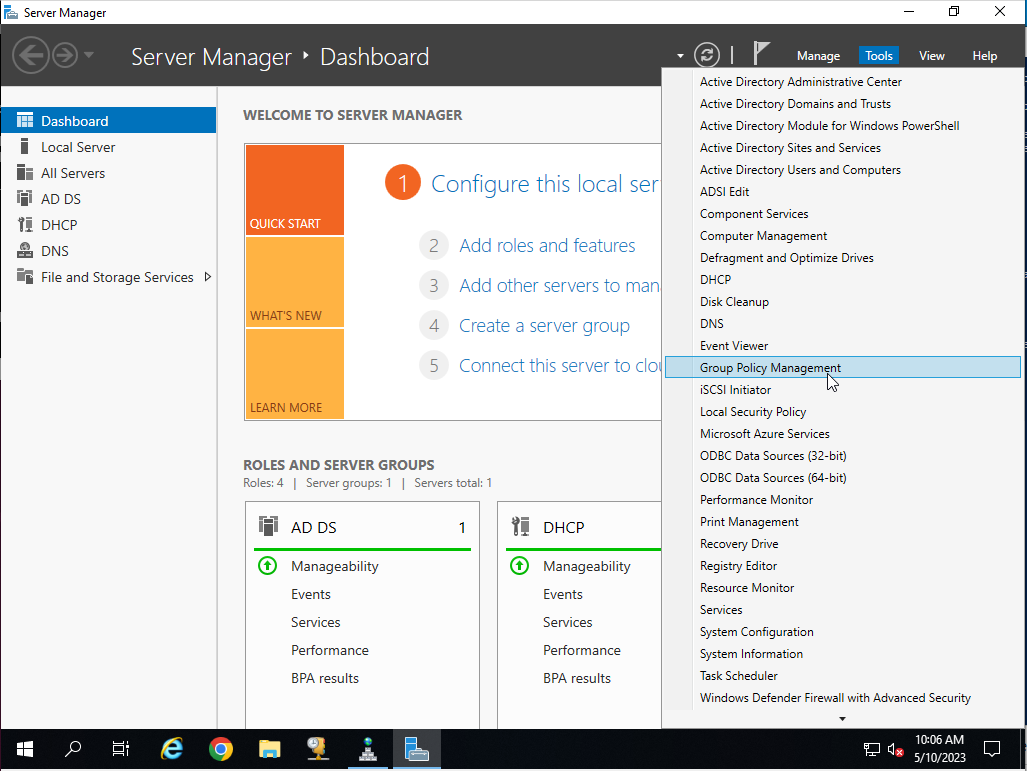 Server Manager
Server Manager
Dashboard
Manage
Tools
View
Help
Dashboard
Local Server
All Servers
AD DS
DHCP
DNS
File and Storage Services
WELCOME TO SERVER MANAGER
QUICK START
WHAT'S NEW
LEARN MORE
1 Configure this local ser
2 Add roles and features
3 Add other servers to man
4 Create a server group
5 Connect this server to clou
ROLES AND SERVER GROUPS
Roles: 4 | Server groups: 1 | Servers total: 1
AD DS 1
Manageability
Events
Services
Performance
BPA results
DHCP
Manageability
Events
Services
Performance
BPA results
Active Directory Administrative Center
Active Directory Domains and Trusts
Active Directory Module for Windows PowerShell
Active Directory Sites and Services
Active Directory Users and Computers
ADSI Edit
Component Services
Computer Management
Defragment and Optimize Drives
DHCP
Disk Cleanup
DNS
Event Viewer
Group Policy Management
iSCSI Initiator
Local Security Policy
Microsoft Azure Services
ODBC Data Sources (32-bit)
ODBC Data Sources (64-bit)
Performance Monitor
Print Management
Recovery Drive
Registry Editor
Resource Monitor
Services
System Configuration
System Information
Task Scheduler
Windows Defender Firewall with Advanced Security
10:06 AM
5/10/2023